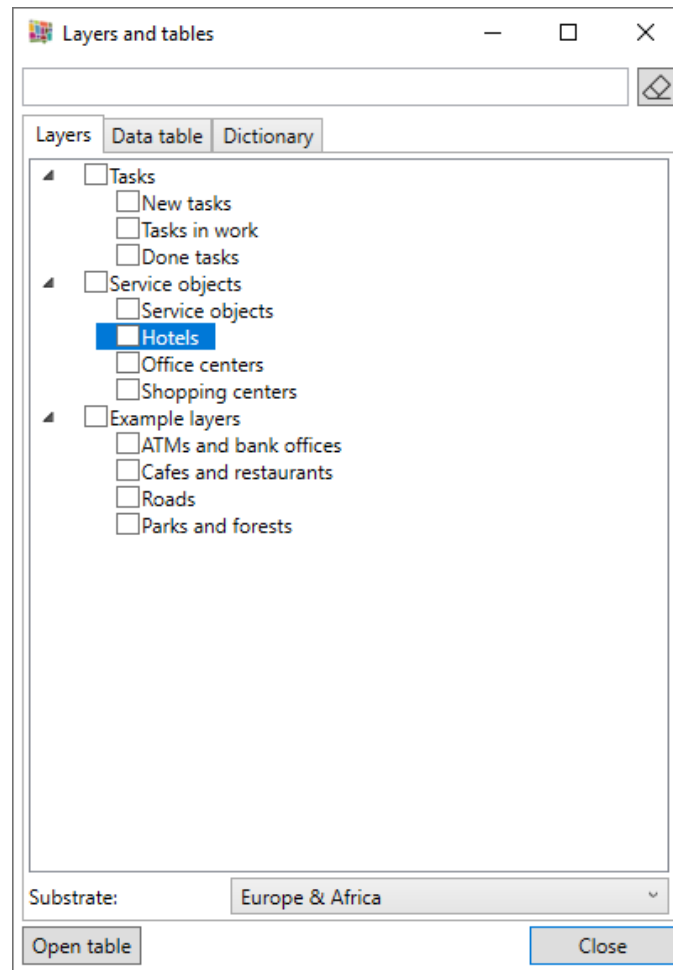 Layers and tables
Layers Data table Dictionary
Tasks
New tasks
Tasks in work
Done tasks
Service objects
Service objects
Hotels
Office centers
Shopping centers
Example layers
ATMs and bank offices
Cafes and restaurants
Roads
Parks and forests
Substrate: Europe & Africa
Open table Close